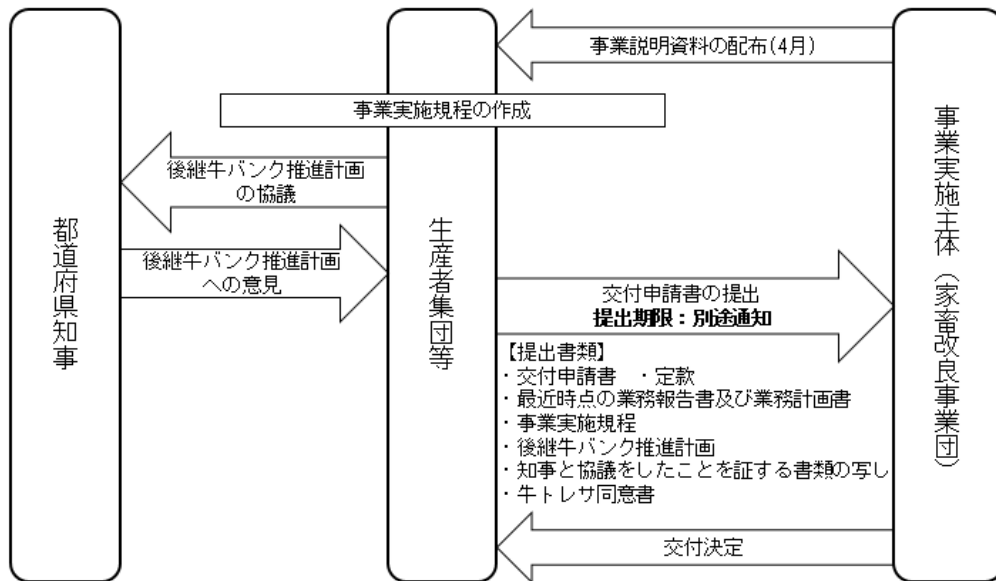 事業説明資料の配布(4月)
事業実施規程の作成
後継牛バンク推進計画
の協議
都道府県知事
生産者集団等
事業実施主体（家畜改良事業団）
後継牛バンク推進計画
への意見
交付申請書の提出
提出期限：別途通知
【提出書類】
・交付申請書　・定款
・最近時点の業務報告書及び業務計画書
・事業実施規程
・後継牛バンク推進計画
・知事と協議をしたことを証する書類の写し
・牛トレサ同意書
交付決定